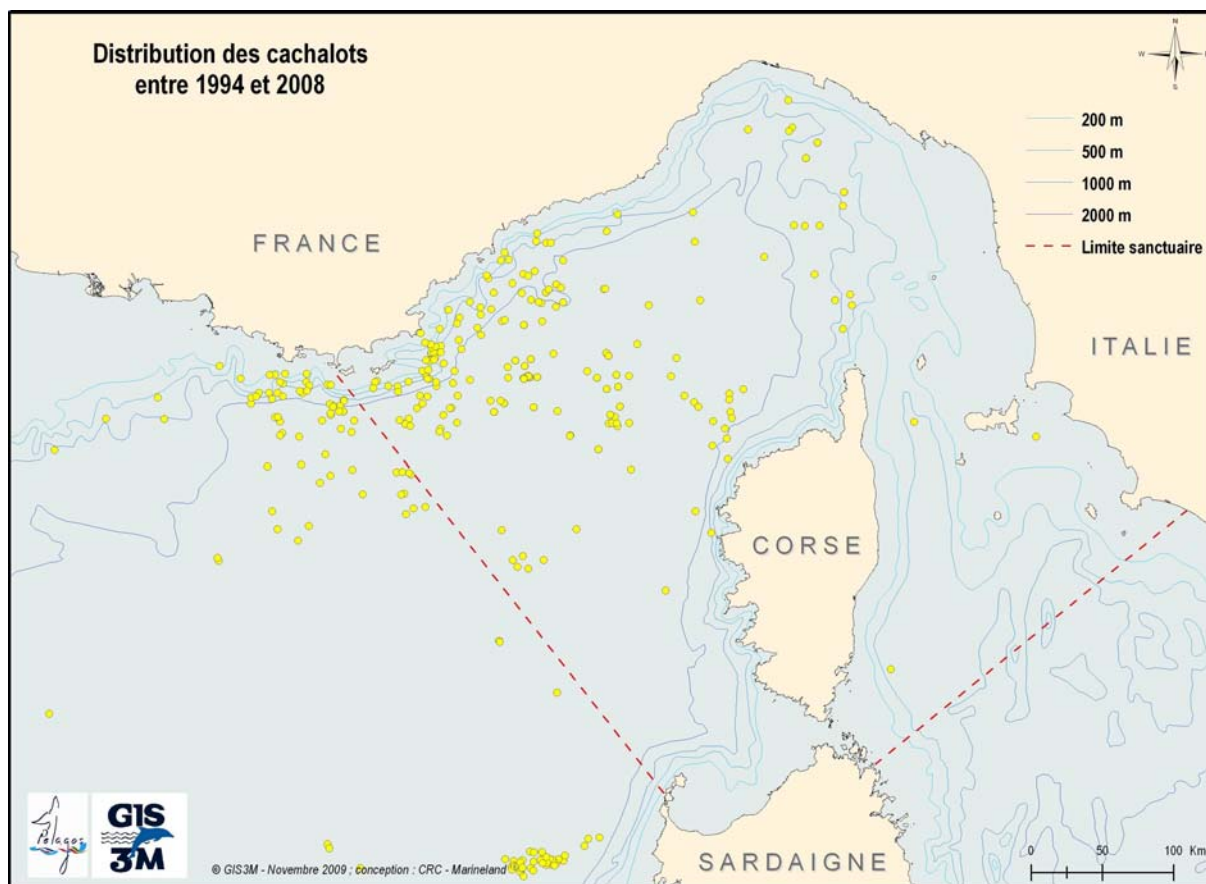 Distribution des cachalots
entre 1994 et 2008
N
W
S
200 m
500 m
1000 m
2000 m
Limite sanctuaire
FRANCE
ITALIE
CORSE
SARDAIGNE
Pelagos
GIS
3M
© GIS3M - Novembre 2009 ; conception : CRC - Marineland
0 50 100 Km